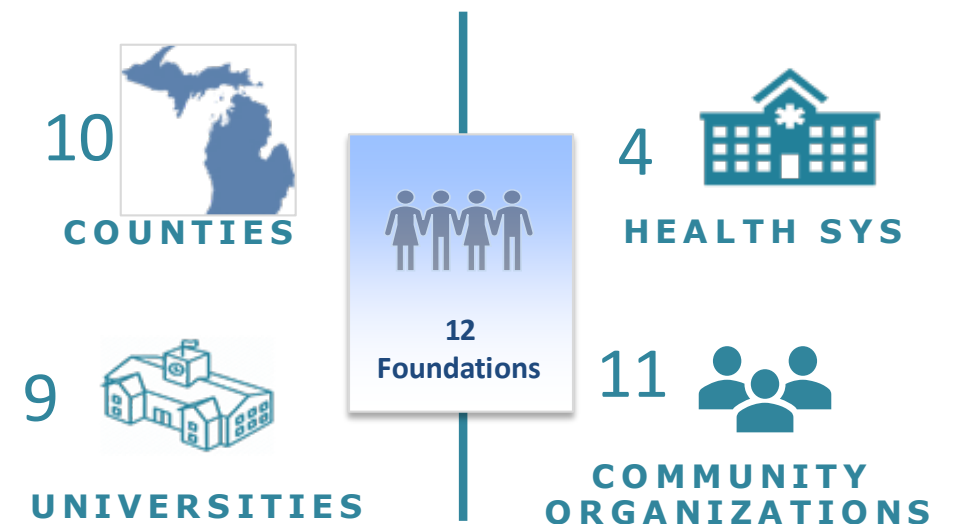 10
COUNTIES
4
HEALTH SYS
12
Foundations
9
UNIVERSITIES
11
COMMUNITY
ORGANIZATIONS